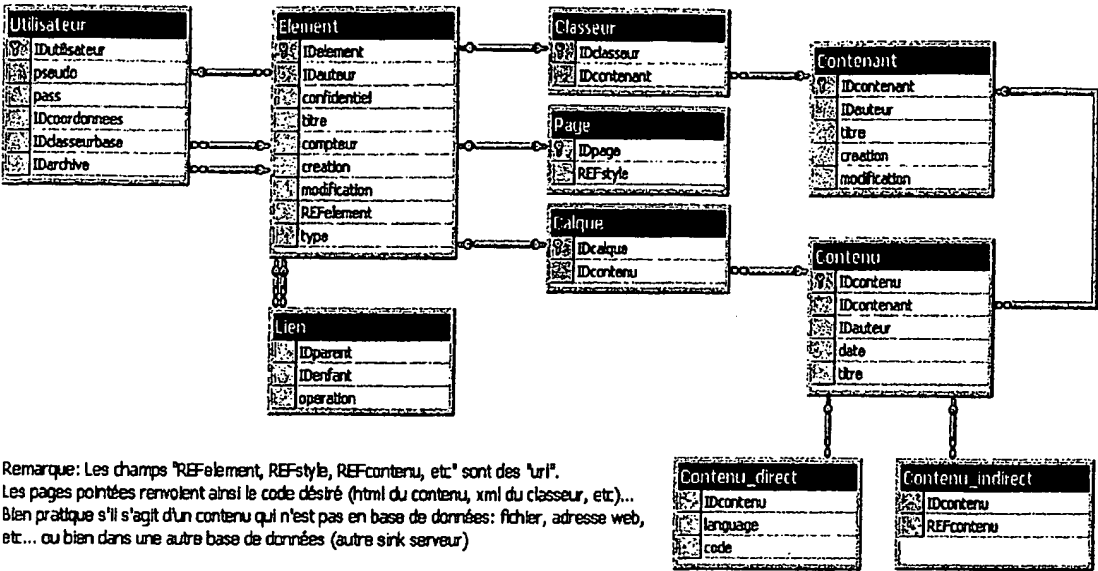 Utilisateur
IDutilisateur
pseudo
pass
IDcoordonnees
IDclasseurbase
IDarchive
Element
IDelement
IDauteur
confidentiel
titre
compteur
creation
modification
REFelement
type
Lien
IDparent
IDenfant
operation
Classeur
IDclasseur
IDcontenant
Page
IDpage
REFstyle
Calque
IDcalque
IDcontenu
Contenant
IDcontenant
IDauteur
titre
creation
modification
Contenu
IDcontenu
IDcontenant
IDauteur
date
titre
Contenu_direct
IDcontenu
language
code
Contenu_indirect
IDcontenu
REFcontenu
Remarque: Les champs "REFelement, REFstyle, REFcontenu, etc" sont des "uri".
Les pages pointées renvoient ainsi le code désiré (html du contenu, xml du classeur, etc)...
Bien pratique s'il s'agit d'un contenu qui n'est pas en base de données: fichier, adresse web,
etc... ou bien dans une autre base de données (autre sink serveur)